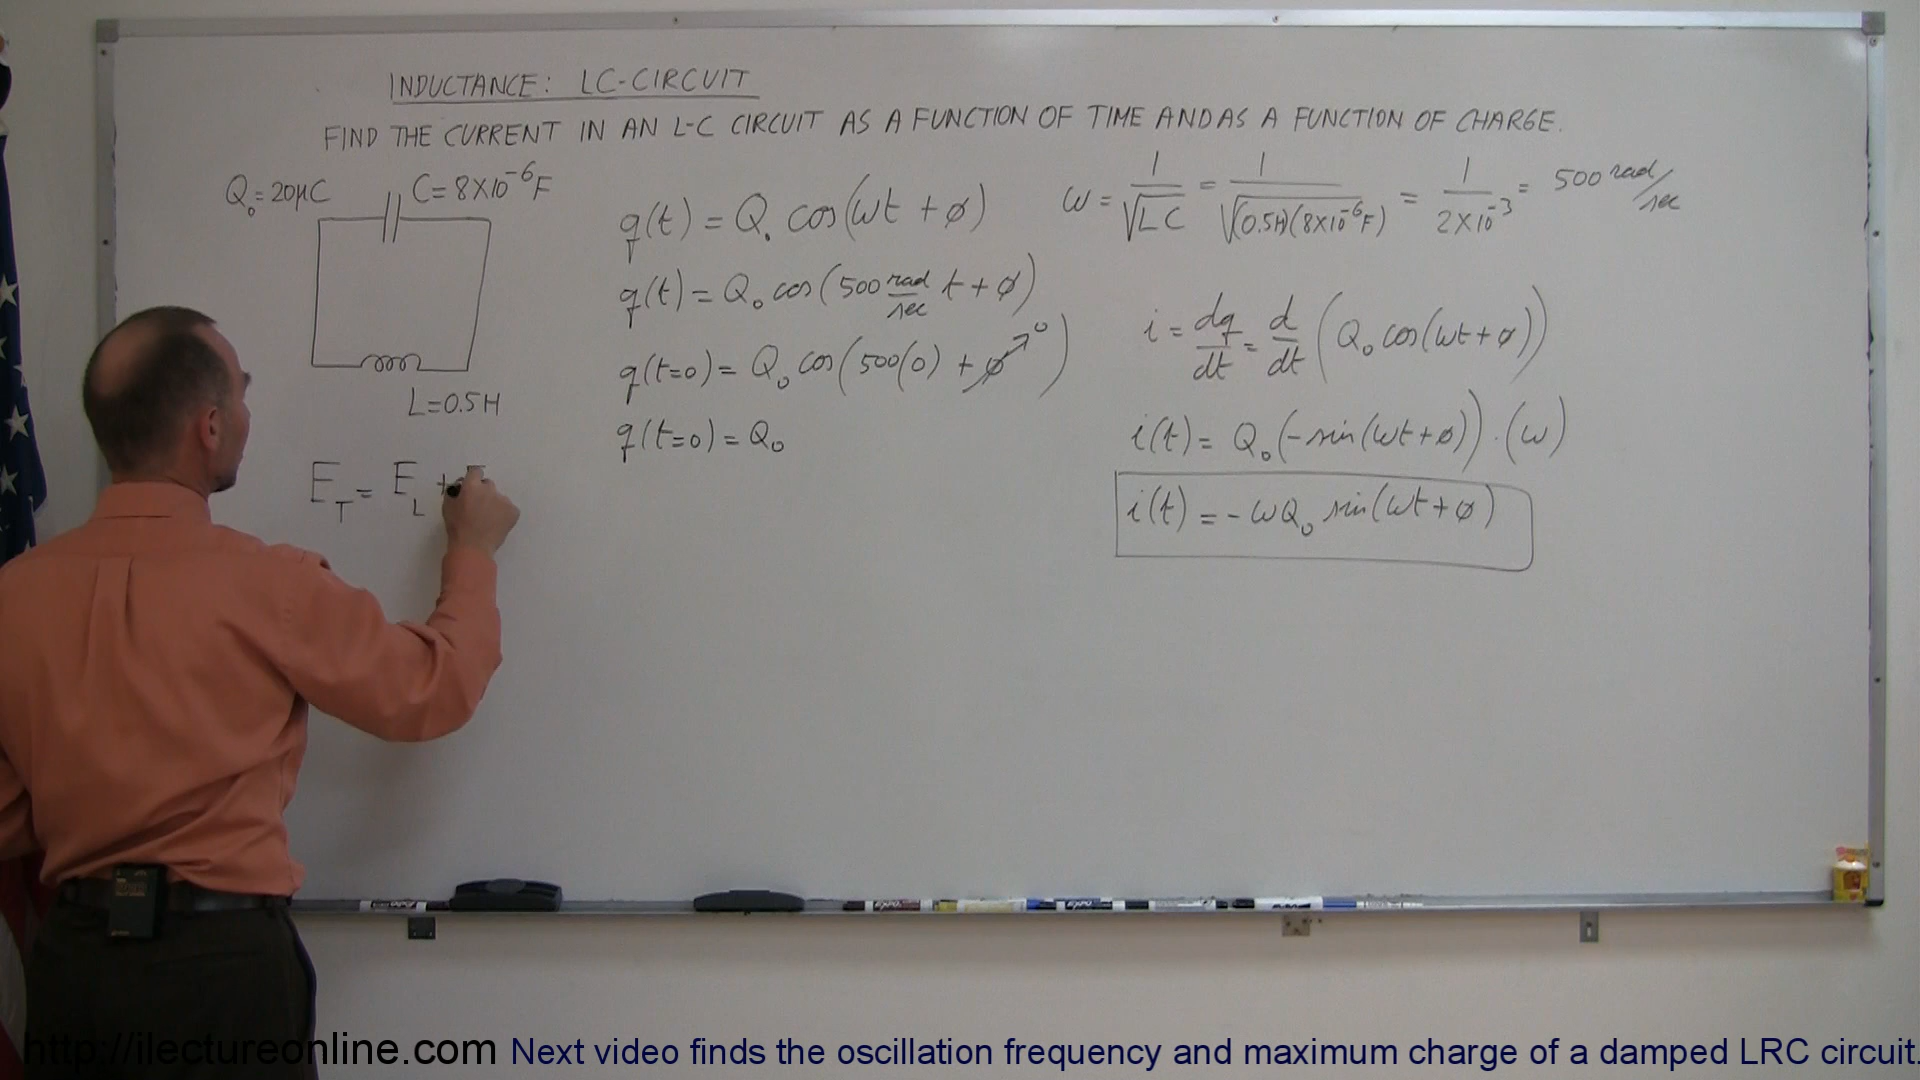 INDUCTANCE: LC-CIRCUIT
FIND THE CURRENT IN AN L-C CIRCUIT AS A FUNCTION OF TIME AND AS A FUNCTION OF CHARGE.
Q₀=20μC
C=8X10⁻⁶F
L=0.5H
E_T = E_L +
q(t) = Q₀ cos(ωt + ø)
q(t) = Q₀ cos(500 rad/sec t + ø)
q(t=0) = Q₀ cos(500(0) + ø↗⁰)
q(t=0) = Q₀
ω = 1/√LC = 1/√(0.5H)(8X10⁻⁶F) = 1/2X10⁻³ = 500 rad/sec
i = dq/dt = d/dt (Q₀ cos(ωt + ø))
i(t) = Q₀(-sin(ωt+ø))·(ω)
i(t) = -ωQ₀ sin(ωt+ø)
http://ilectureonline.com Next video finds the oscillation frequency and maximum charge of a damped LRC circuit.